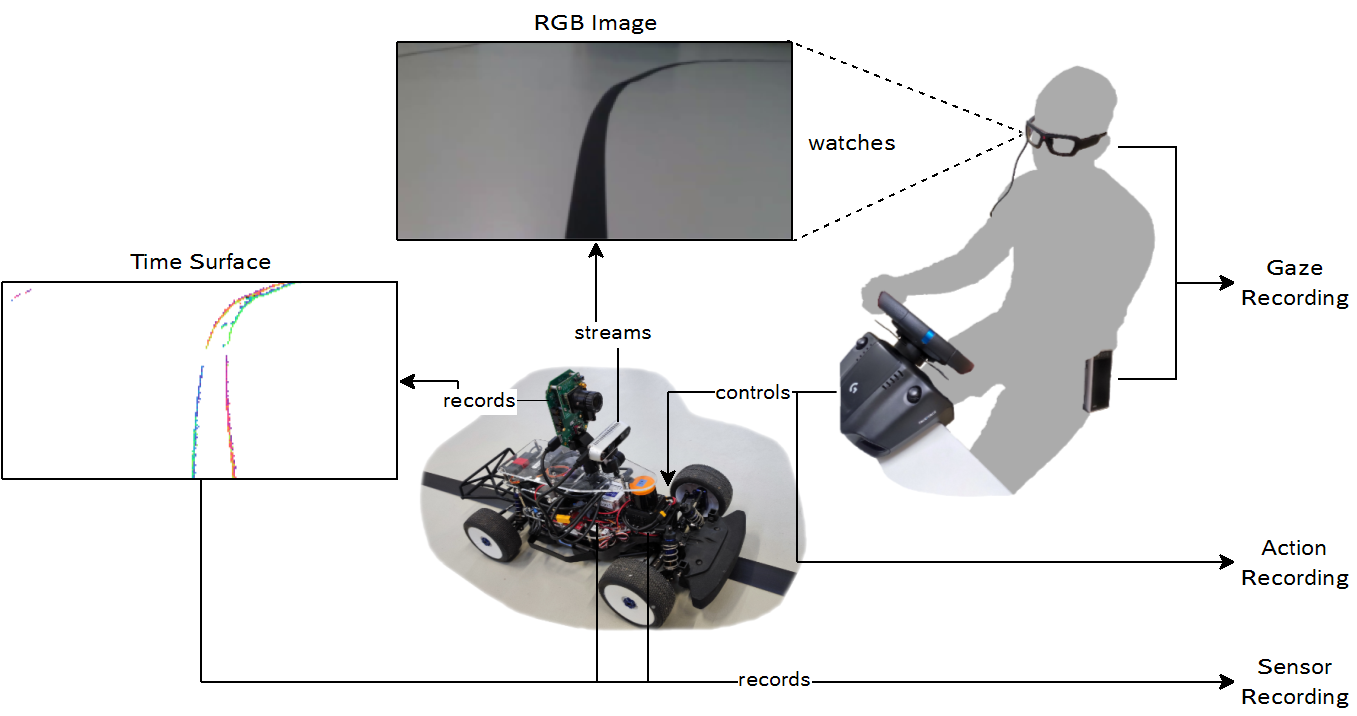 RGB Image
watches
Time Surface
Gaze
Recording
streams
controls
records
Action
Recording
Sensor
Recording
records